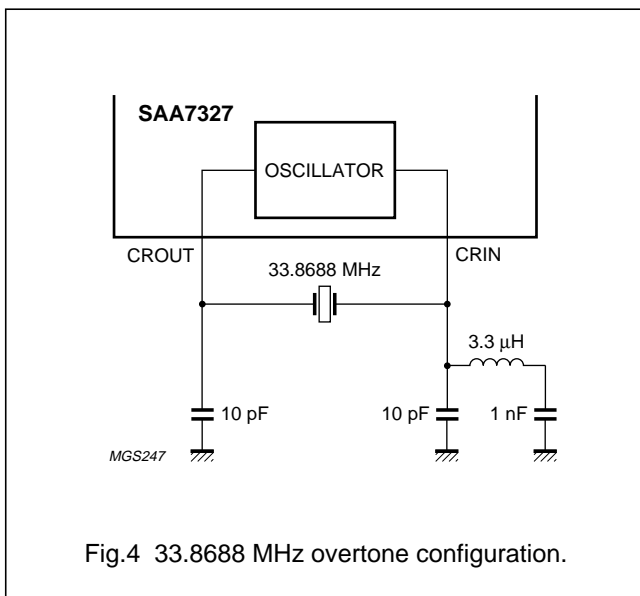 SAA7327
OSCILLATOR
CROUT
CRIN
33.8688 MHz
3.3 µH
10 pF
10 pF
1 nF
MGS247
Fig.4 33.8688 MHz overtone configuration.